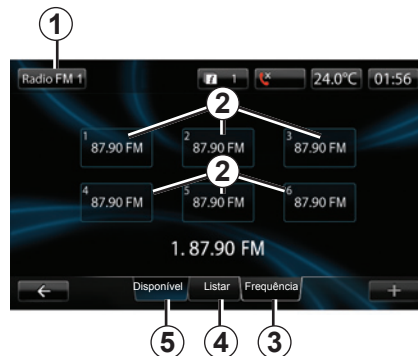 1
Radio FM 1 1 24.0°C 01:56
2
1 87.90 FM 2 87.90 FM 3 87.90 FM
2
4 87.90 FM 5 87.90 FM 6 87.90 FM
1. 87.90 FM
Disponível Listar Frequência
5 4 3